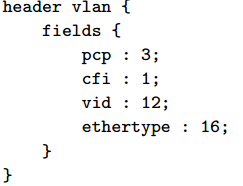 header vlan {
    fields {
        pcp : 3;
        cfi : 1;
        vid : 12;
        ethertype : 16;
    }
}